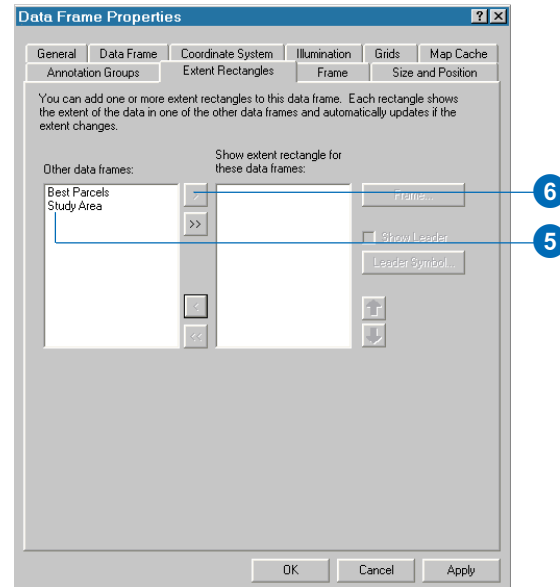 Data Frame Properties
General Data Frame Coordinate System Illumination Grids Map Cache
Annotation Groups Extent Rectangles Frame Size and Position
You can add one or more extent rectangles to this data frame. Each rectangle shows
the extent of the data in one of the other data frames and automatically updates if the
extent changes.
Other data frames:
Show extent rectangle for
these data frames:
Best Parcels
Study Area
>
>>
<
<<
Frame...
Show Leader
Leader Symbol...
6
5
OK Cancel Apply